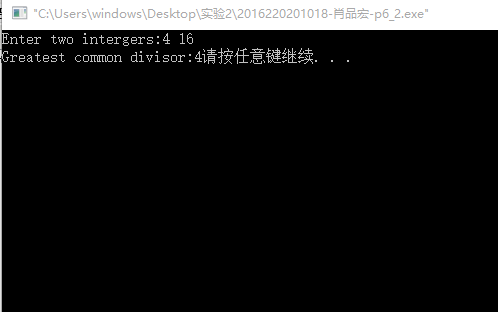 "C:\Users\windows\Desktop\实验2\2016220201018-肖品宏-p6_2.exe"
Enter two intergers:4 16
Greatest common divisor:4请按任意键继续. . .